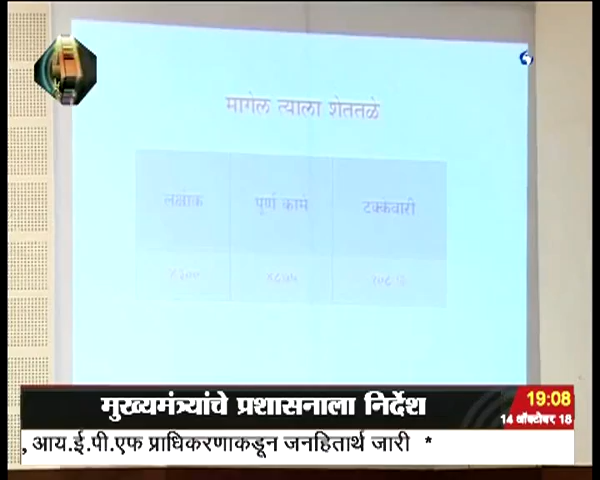 मागेल त्याला शेततळे
लक्षांक पूर्ण कामे टक्केवारी
मुख्यमंत्र्यांचे प्रशासनाला निर्देश
19:08
14 ऑक्टोबर 18
, आय.ई.पी.एफ प्राधिकरणाकडून जनहितार्थ जारी *